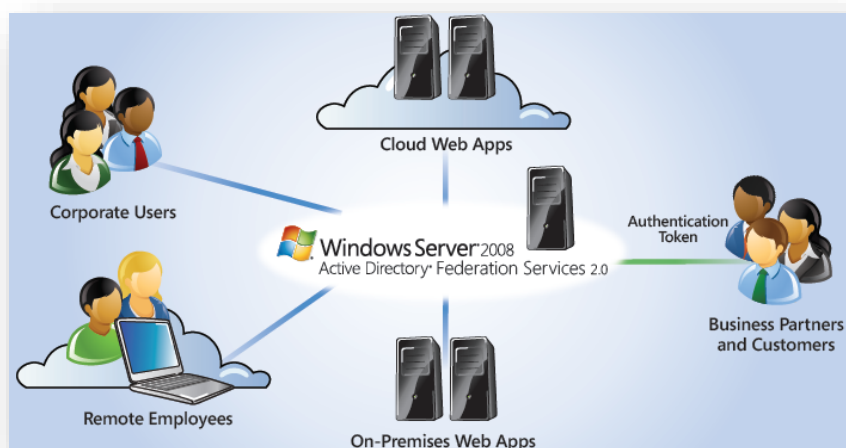 Cloud Web Apps
Corporate Users
Authentication
Token
Windows Server® 2008
Active Directory® Federation Services 2.0
Business Partners
and Customers
Remote Employees
On-Premises Web Apps